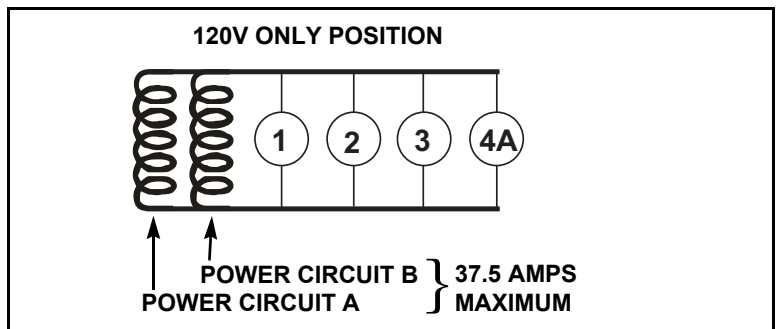 120V ONLY POSITION
1 2 3 4A
POWER CIRCUIT B } 37.5 AMPS
POWER CIRCUIT A MAXIMUM